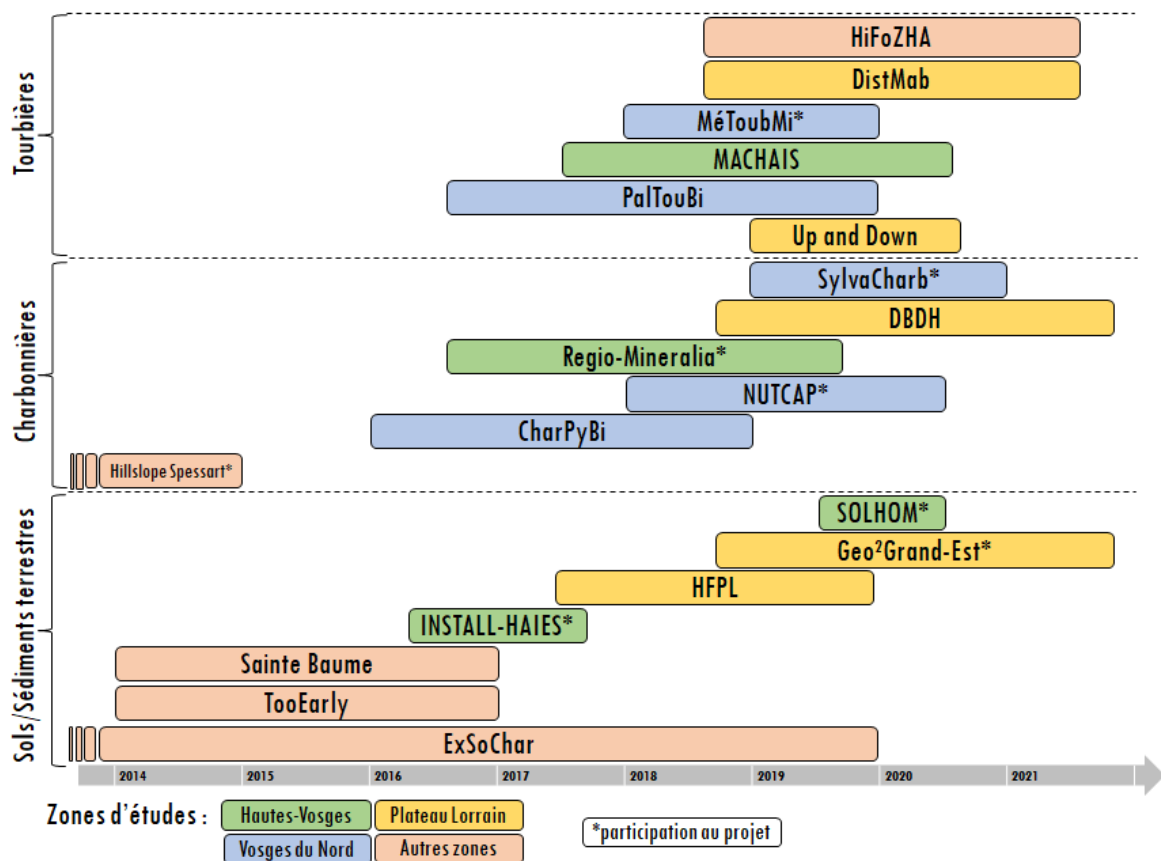 Tourbières
HiFoZHA
DistMab
MéToubMi*
MACHAIS
PalTouBi
Up and Down
Charbonnières
SylvaCharb*
DBDH
Regio-Mineralia*
NUTCAP*
CharPyBi
Hillslope Spessart*
Sols/Sédiments terrestres
SOLHOM*
Geo²Grand-Est*
HFPL
INSTALL-HAIES*
Sainte Baume
TooEarly
ExSoChar
2014 2015 2016 2017 2018 2019 2020 2021
Zones d'études :
Hautes-Vosges
Plateau Lorrain
Vosges du Nord
Autres zones
*participation au projet